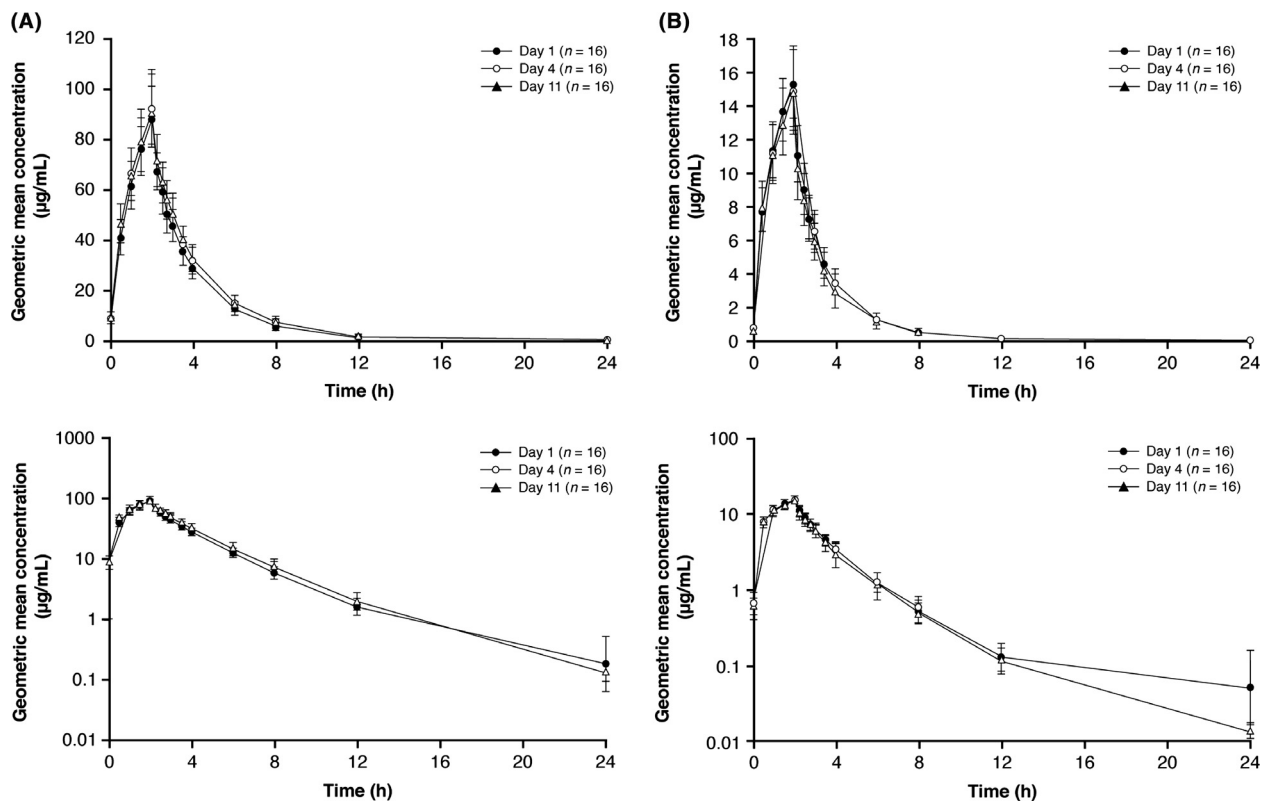 (A)
120
100
80
60
40
20
0
Geometric mean concentration
(µg/mL)
Day 1 (n = 16)
Day 4 (n = 16)
Day 11 (n = 16)
0 4 8 12 16 20 24
Time (h)
(B)
18
16
14
12
10
8
6
4
2
0
Geometric mean concentration
(µg/mL)
Day 1 (n = 16)
Day 4 (n = 16)
Day 11 (n = 16)
0 4 8 12 16 20 24
Time (h)
1000
100
10
1
0.1
0.01
Geometric mean concentration
(µg/mL)
Day 1 (n = 16)
Day 4 (n = 16)
Day 11 (n = 16)
0 4 8 12 16 20 24
Time (h)
100
10
1
0.1
0.01
Geometric mean concentration
(µg/mL)
Day 1 (n = 16)
Day 4 (n = 16)
Day 11 (n = 16)
0 4 8 12 16 20 24
Time (h)